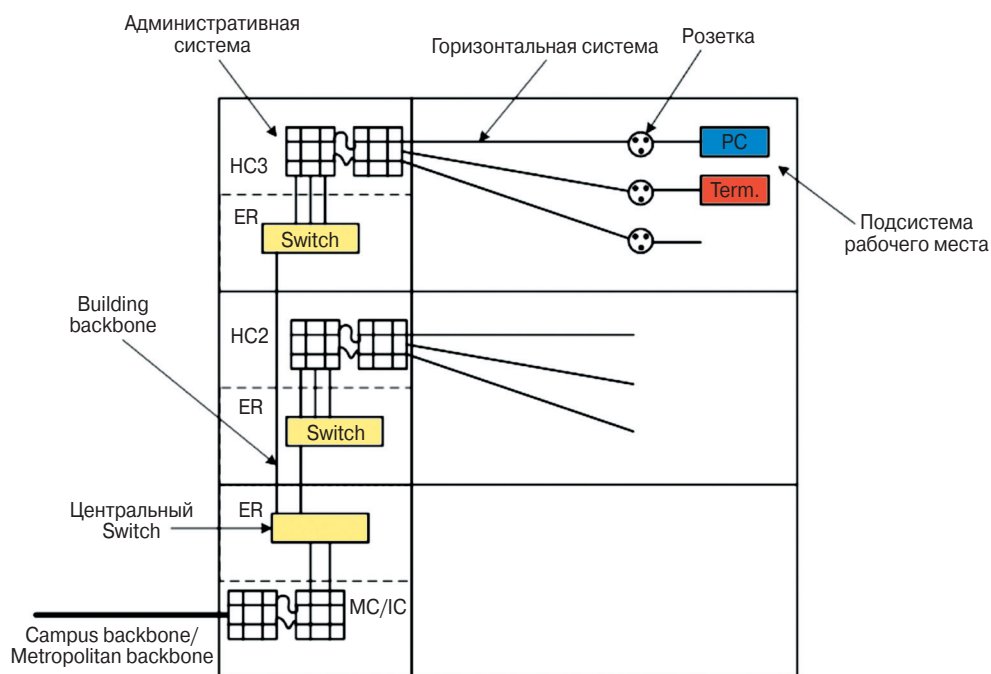 Административная
система
Горизонтальная система
Розетка
PC
HC3
Term.
ER
Switch
Подсистема
рабочего места
Building
backbone
HC2
ER
Switch
Центральный
Switch
ER
MC/IC
Campus backbone/
Metropolitan backbone